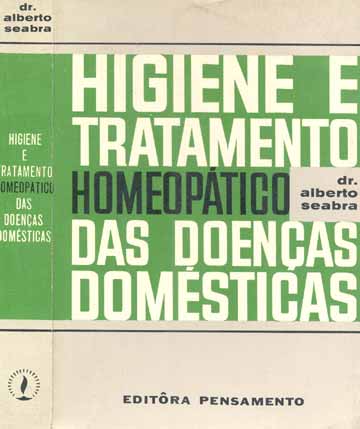 dr.
alberto
seabra
HIGIENE
E
TRATAMENTO
HOMEOPÁTICO
DAS
DOENÇAS
DOMÉSTICAS
HIGIENE E
TRATAMENTO
HOMEOPÁTICO
dr.
alberto
seabra
DAS DOENÇAS
DOMÉSTICAS
EDITÔRA PENSAMENTO